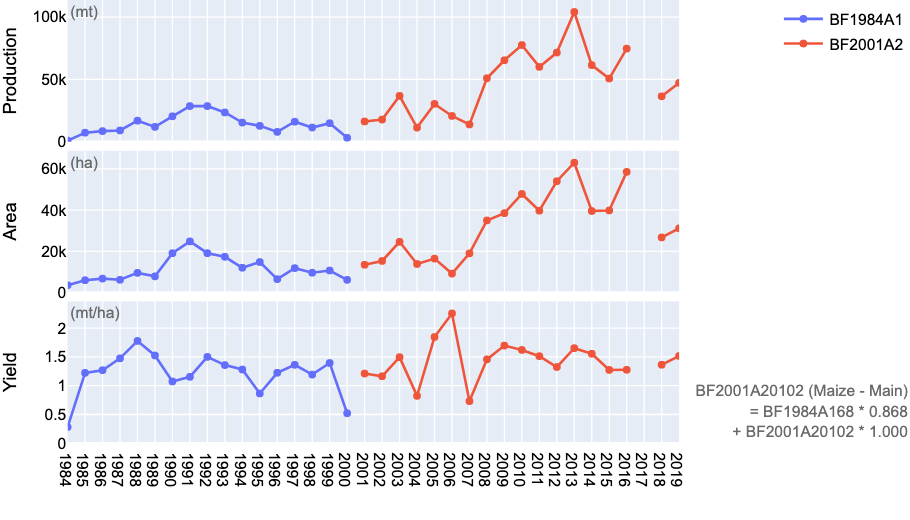 Production
(mt)
100k
50k
0
BF1984A1
BF2001A2
Area
(ha)
60k
40k
20k
0
Yield
(mt/ha)
2
1.5
1
0.5
0
1984
1985
1986
1987
1988
1989
1990
1991
1992
1993
1994
1995
1996
1997
1998
1999
2000
2001
2002
2003
2004
2005
2006
2007
2008
2009
2010
2011
2012
2013
2014
2015
2016
2017
2018
2019
BF2001A20102 (Maize - Main)
= BF1984A168 * 0.868
+ BF2001A20102 * 1.000